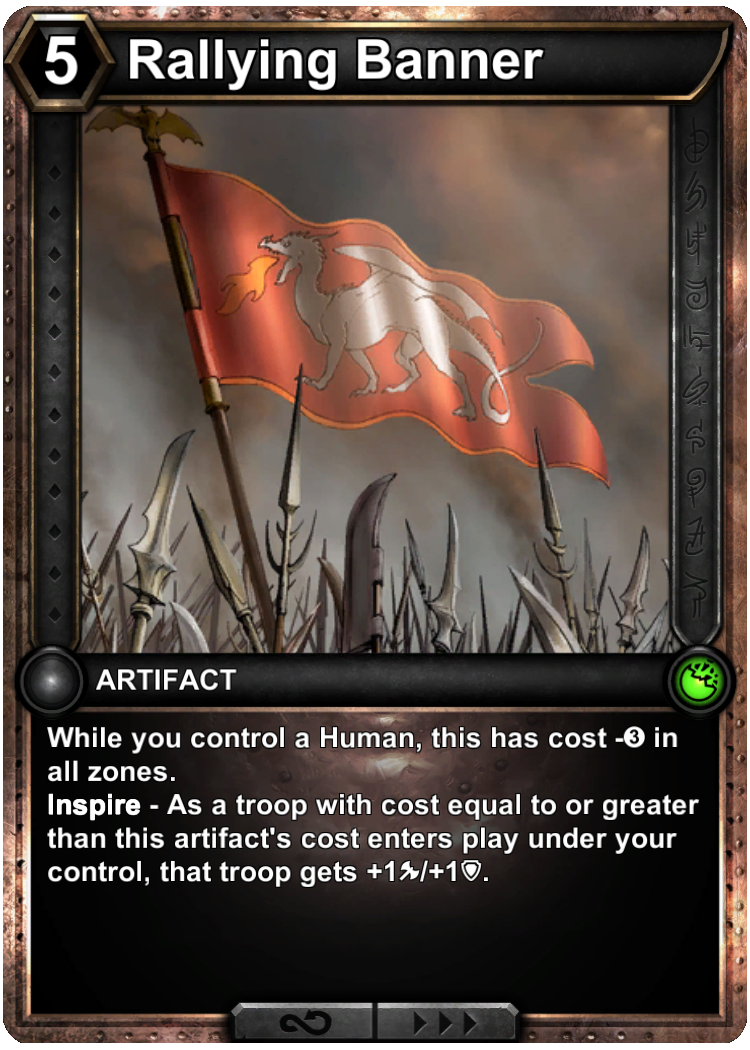 5 Rallying Banner
ARTIFACT
While you control a Human, this has cost -③ in
all zones.
Inspire - As a troop with cost equal to or greater
than this artifact's cost enters play under your
control, that troop gets +1/+1.